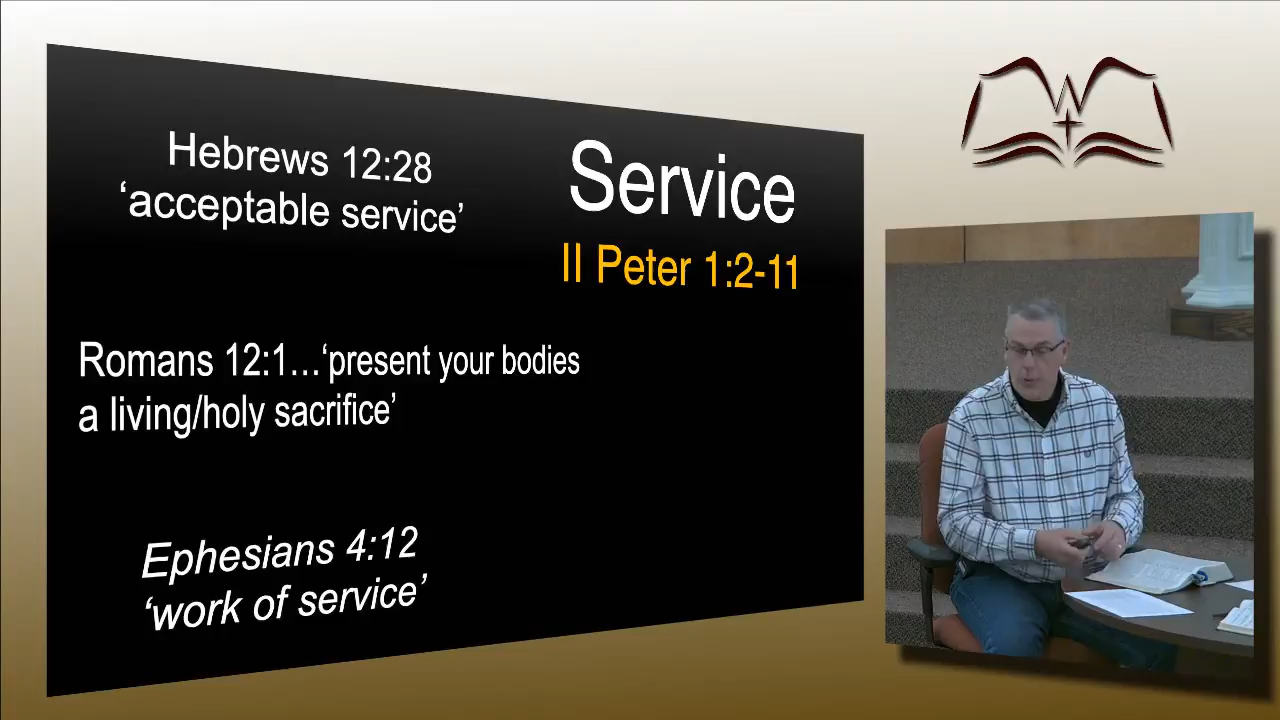 Hebrews 12:28
‘acceptable service’
Service
II Peter 1:2-11
Romans 12:1...‘present your bodies
a living/holy sacrifice’
Ephesians 4:12
‘work of service’